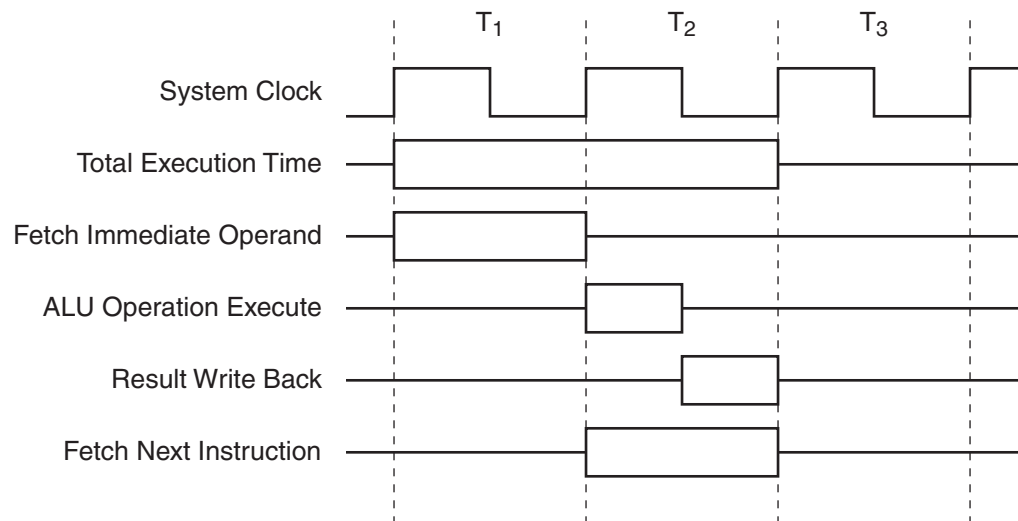 T₁ T₂ T₃
System Clock
Total Execution Time
Fetch Immediate Operand
ALU Operation Execute
Result Write Back
Fetch Next Instruction